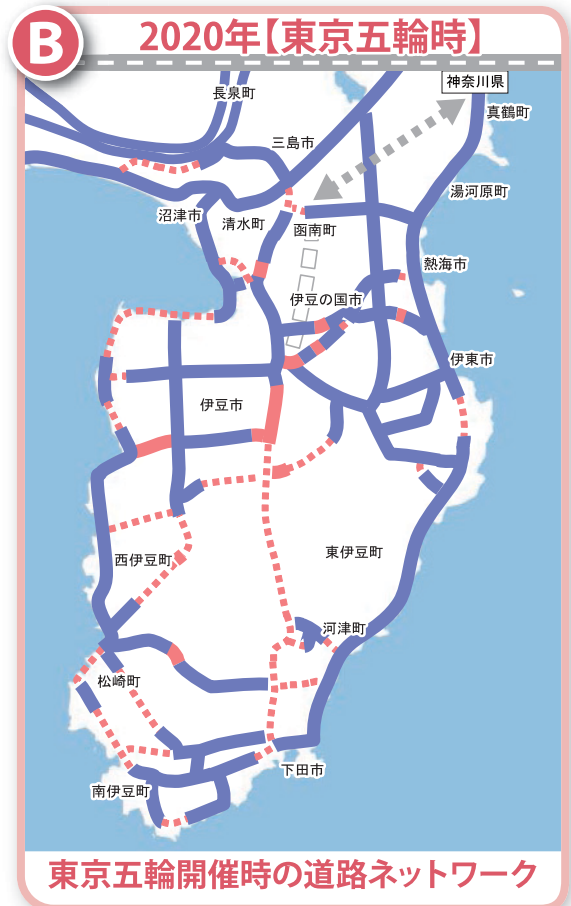 B
2020年【東京五輪時】
神奈川県
長泉町
真鶴町
三島市
湯河原町
沼津市
清水町
函南町
熱海市
伊豆の国市
伊東市
伊豆市
東伊豆町
西伊豆町
河津町
松崎町
下田市
南伊豆町
東京五輪開催時の道路ネットワーク